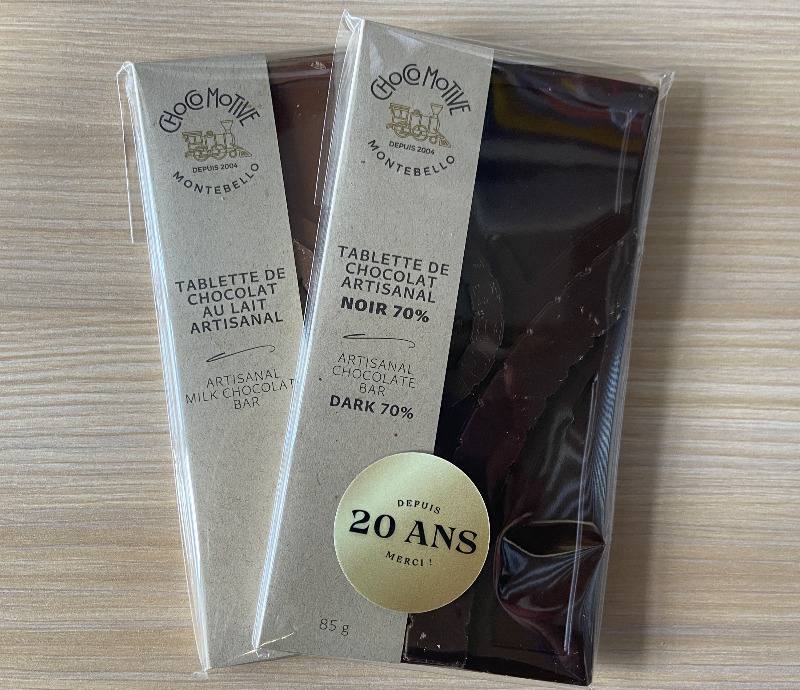 CHOCOMOTIVE
DEPUIS 2004
MONTEBELLO
TABLETTE DE
CHOCOLAT
AU LAIT
ARTISANAL
ARTISANAL
MILK CHOCOLAT
BAR
CHOCOMOTIVE
DEPUIS 2004
MONTEBELLO
TABLETTE DE
CHOCOLAT
ARTISANAL
NOIR 70%
ARTISANAL
CHOCOLATE
BAR
DARK 70%
DEPUIS
20 ANS
MERCI !
85 g